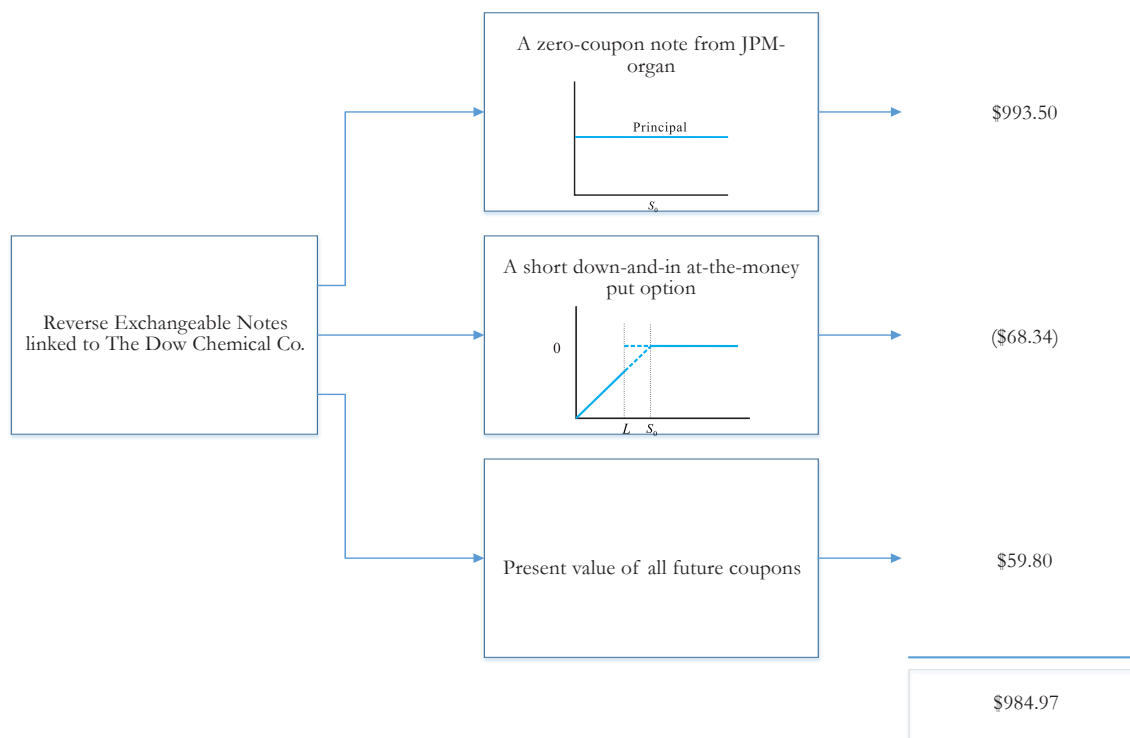 A zero-coupon note from JPM-
organ
Principal
S₀
$993.50
Reverse Exchangeable Notes
linked to The Dow Chemical Co.
A short down-and-in at-the-money
put option
0
L S₀
($68.34)
Present value of all future coupons
$59.80
$984.97